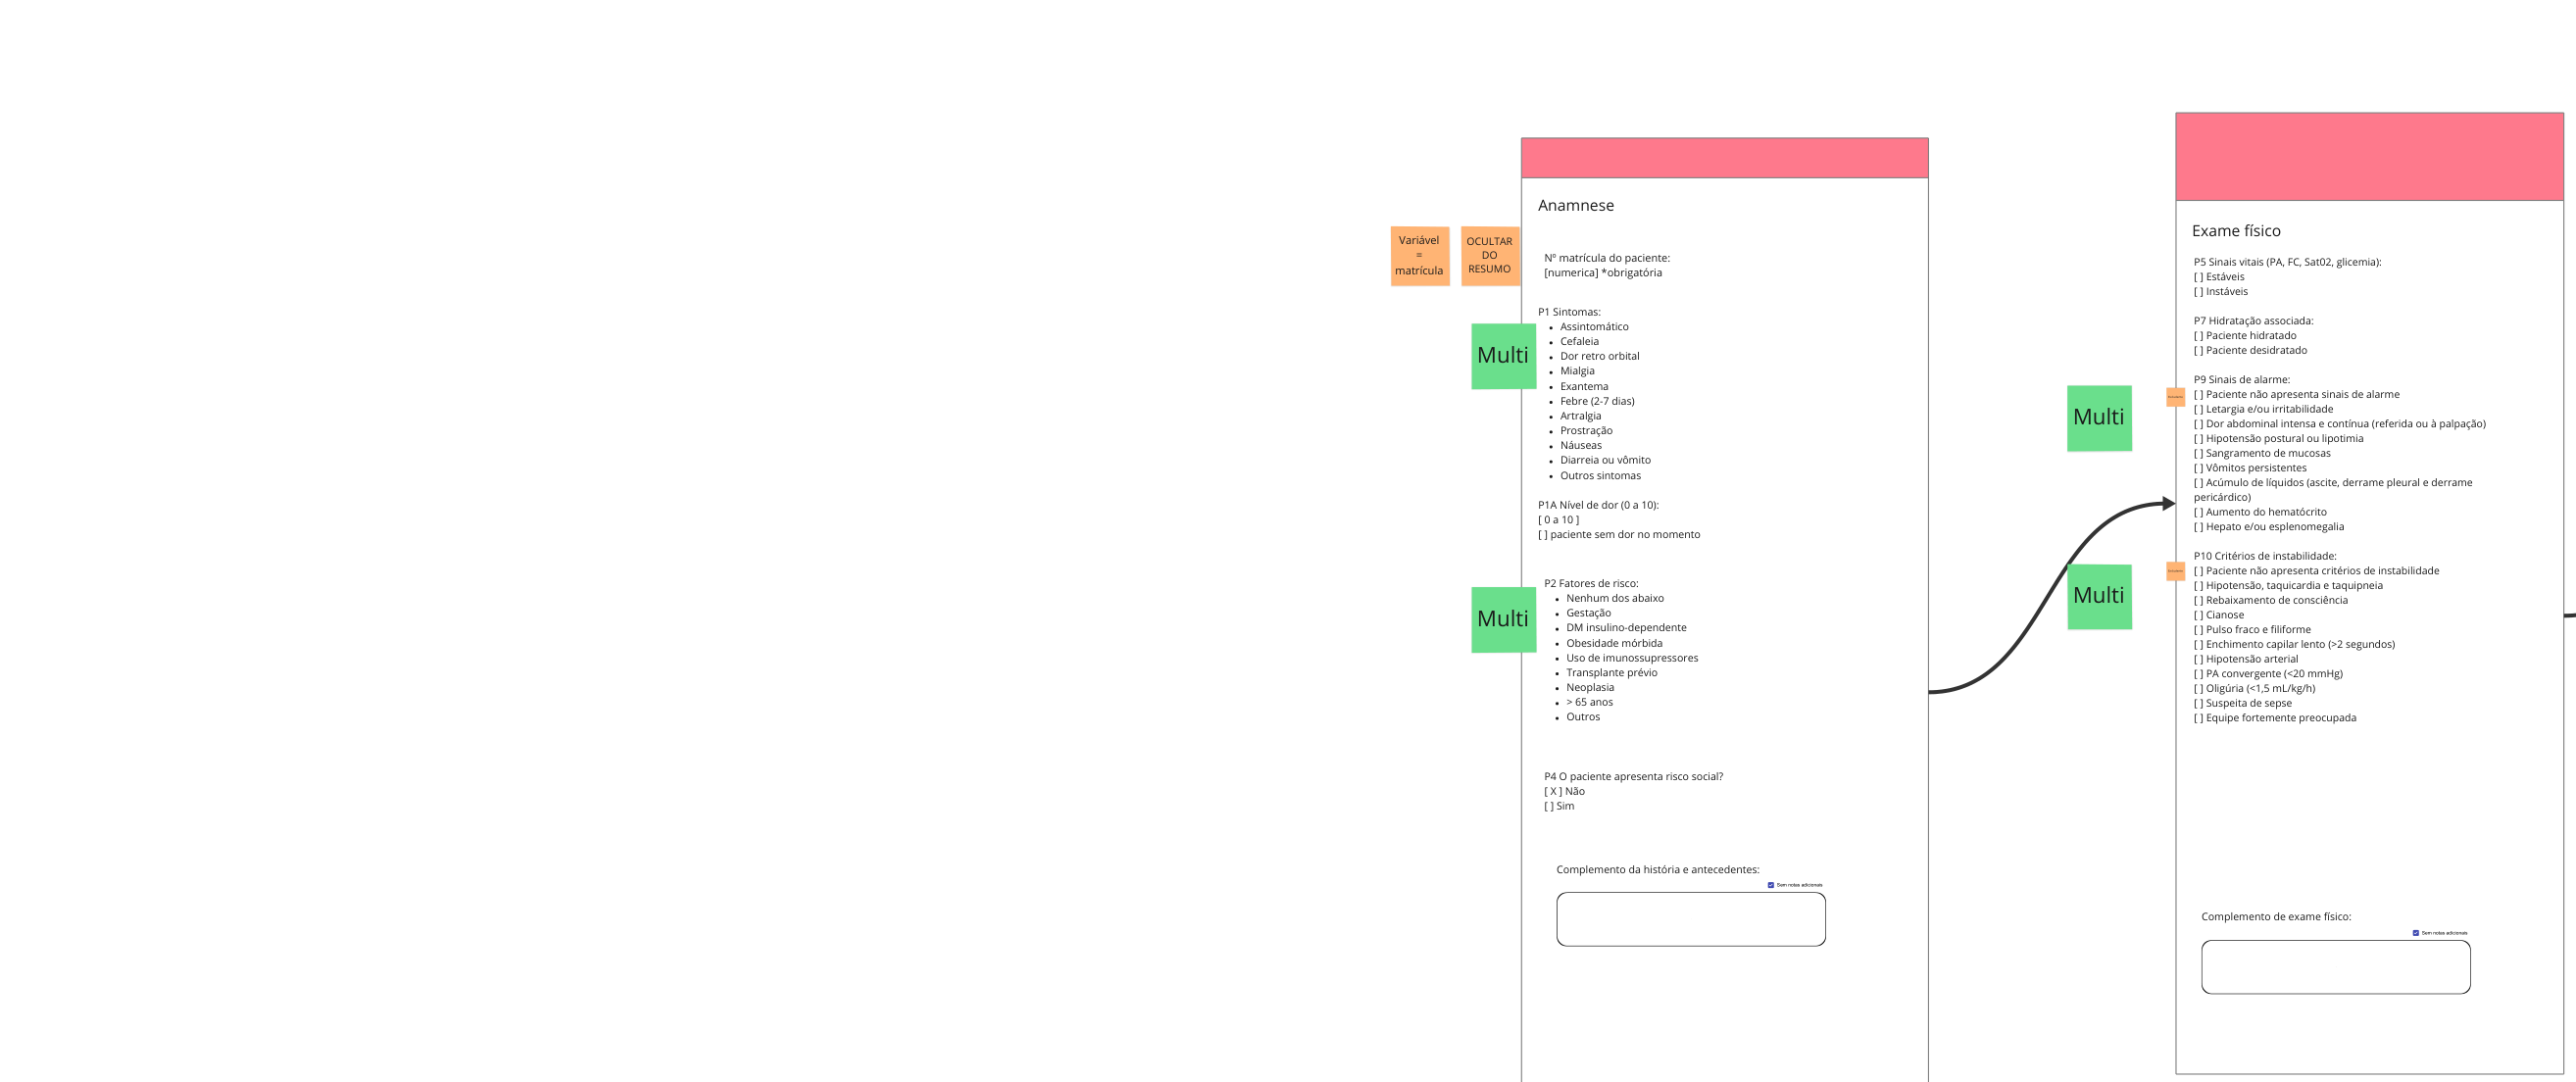 Variável
=
matrícula
OCULTAR
DO
RESUMO
Multi
Multi
Anamnese
Nº matrícula do paciente:
[numerica] *obrigatória
P1 Sintomas:
• Assintomático
• Cefaleia
• Dor retro orbital
• Mialgia
• Exantema
• Febre (2-7 dias)
• Artralgia
• Prostração
• Náuseas
• Diarreia ou vômito
• Outros sintomas
P1A Nível de dor (0 a 10):
[ 0 a 10 ]
[ ] paciente sem dor no momento
P2 Fatores de risco:
• Nenhum dos abaixo
• Gestação
• DM insulino-dependente
• Obesidade mórbida
• Uso de imunossupressores
• Transplante prévio
• Neoplasia
• > 65 anos
• Outros
P4 O paciente apresenta risco social?
[ X ] Não
[ ] Sim
Complemento da história e antecedentes:
Sem notas adicionais
Multi
Multi
Exame físico
P5 Sinais vitais (PA, FC, Sat02, glicemia):
[ ] Estáveis
[ ] Instáveis
P7 Hidratação associada:
[ ] Paciente hidratado
[ ] Paciente desidratado
P9 Sinais de alarme:
[ ] Paciente não apresenta sinais de alarme
[ ] Letargia e/ou irritabilidade
[ ] Dor abdominal intensa e contínua (referida ou à palpação)
[ ] Hipotensão postural ou lipotimia
[ ] Sangramento de mucosas
[ ] Vômitos persistentes
[ ] Acúmulo de líquidos (ascite, derrame pleural e derrame
pericárdico)
[ ] Aumento do hematócrito
[ ] Hepato e/ou esplenomegalia
P10 Critérios de instabilidade:
[ ] Paciente não apresenta critérios de instabilidade
[ ] Hipotensão, taquicardia e taquipneia
[ ] Rebaixamento de consciência
[ ] Cianose
[ ] Pulso fraco e filiforme
[ ] Enchimento capilar lento (>2 segundos)
[ ] Hipotensão arterial
[ ] PA convergente (<20 mmHg)
[ ] Oligúria (<1,5 mL/kg/h)
[ ] Suspeita de sepse
[ ] Equipe fortemente preocupada
Complemento de exame físico:
Sem notas adicionais